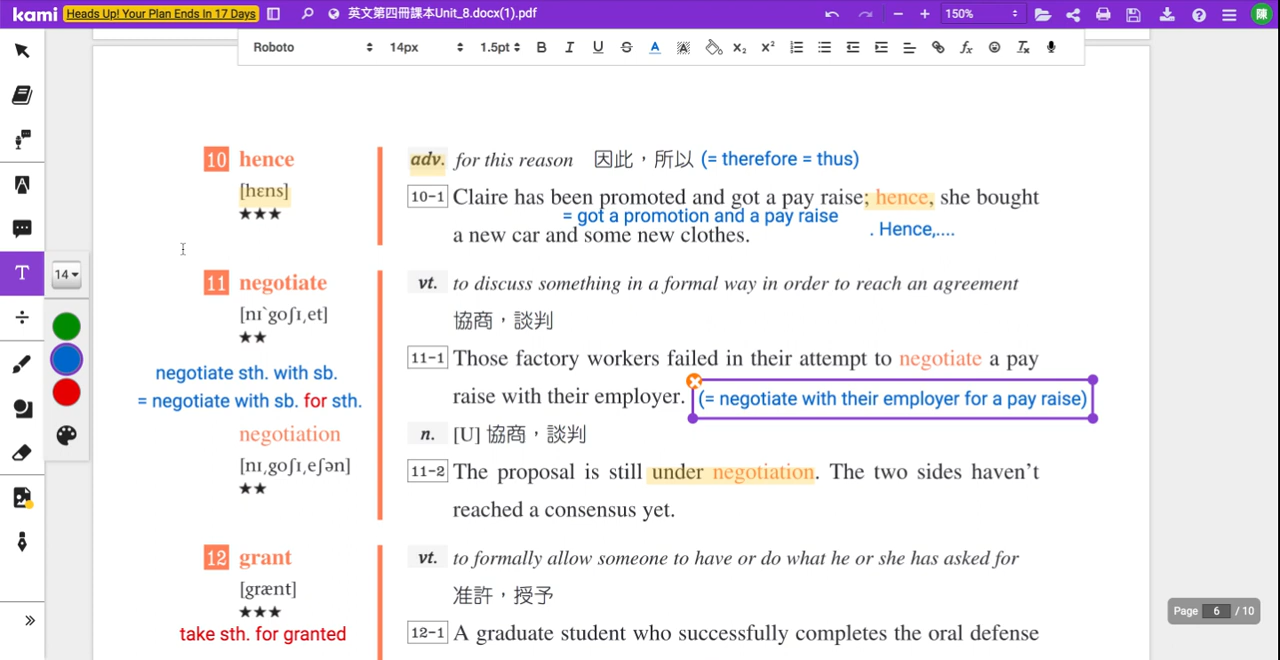 kami Heads Up! Your Plan Ends In 17 Days 英文第四冊課本Unit_8.docx(1).pdf 150% 陳
Roboto 14px 1.5pt B I U S A A X₂ X² fx Tx
10 hence adv. for this reason 因此，所以 (= therefore = thus)
[hɛns]
★★★
10-1 Claire has been promoted and got a pay raise; hence, she bought
= got a promotion and a pay raise
. Hence,....
a new car and some new clothes.
T 14
11 negotiate vt. to discuss something in a formal way in order to reach an agreement
[nɪˋgoʃɪˏet] 協商，談判
★★
11-1 Those factory workers failed in their attempt to negotiate a pay
negotiate sth. with sb.
= negotiate with sb. for sth.
raise with their employer. (= negotiate with their employer for a pay raise)
negotiation n. [U] 協商，談判
[nɪˏgoʃɪˏeʃən]
★★
11-2 The proposal is still under negotiation. The two sides haven’t
reached a consensus yet.
12 grant vt. to formally allow someone to have or do what he or she has asked for
[grænt] 准許，授予
★★★
take sth. for granted
12-1 A graduate student who successfully completes the oral defense
Page 6 / 10